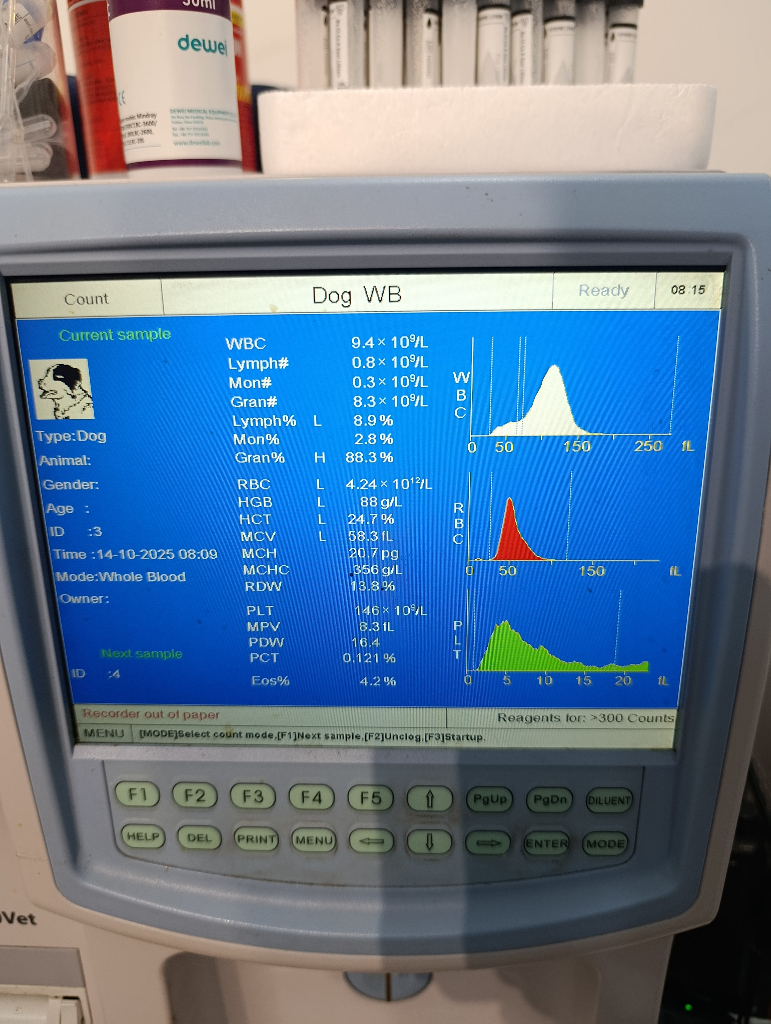 50ml
dewei
DEWEI MEDICAL EQUIPMENT
Count
Dog WB
Ready
08:15
Current sample
Type:Dog
Animal:
Gender:
Age :
ID :3
Time :14-10-2025 08:09
Mode:Whole Blood
Owner:
Next sample
ID :4
WBC 9.4 × 10⁹/L
Lymph# 0.8 × 10⁹/L
Mon# 0.3 × 10⁹/L
Gran# 8.3 × 10⁹/L
Lymph% L 8.9 %
Mon% 2.8 %
Gran% H 88.3 %
RBC L 4.24 × 10¹²/L
HGB L 88 g/L
HCT L 24.7 %
MCV L 58.3 fL
MCH 20.7 pg
MCHC 356 g/L
RDW 13.8 %
PLT 146 × 10⁹/L
MPV 8.3 fL
PDW 16.4
PCT 0.121 %
Eos% 4.2 %
WBC
0 50 150 250 fL
RBC
0 50 150 fL
PLT
0 5 10 15 20 fL
Recorder out of paper
Reagents for: >300 Counts
MENU
[MODE]Select count mode,[F1]Next sample,[F2]Unclog,[F3]Startup.
F1 F2 F3 F4 F5 ⇧ PgUp PgDn DILUENT
HELP DEL PRINT MENU ⇦ ⇩ ⇨ ENTER MODE
Vet